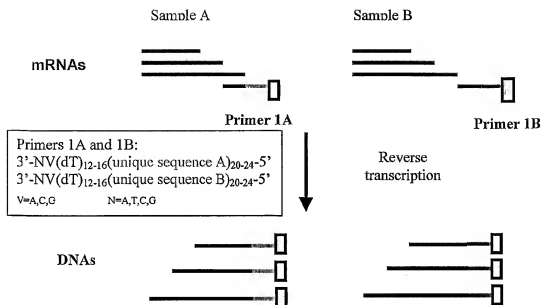 Sample A
Sample B
mRNAs
Primer 1A
Primer 1B
Primers 1A and 1B:
3’-NV(dT)12-16(unique sequence A)20-24-5’
3’-NV(dT)12-16(unique sequence B)20-24-5’
V=A,C,G N=A,T,C,G
Reverse
transcription
DNAs